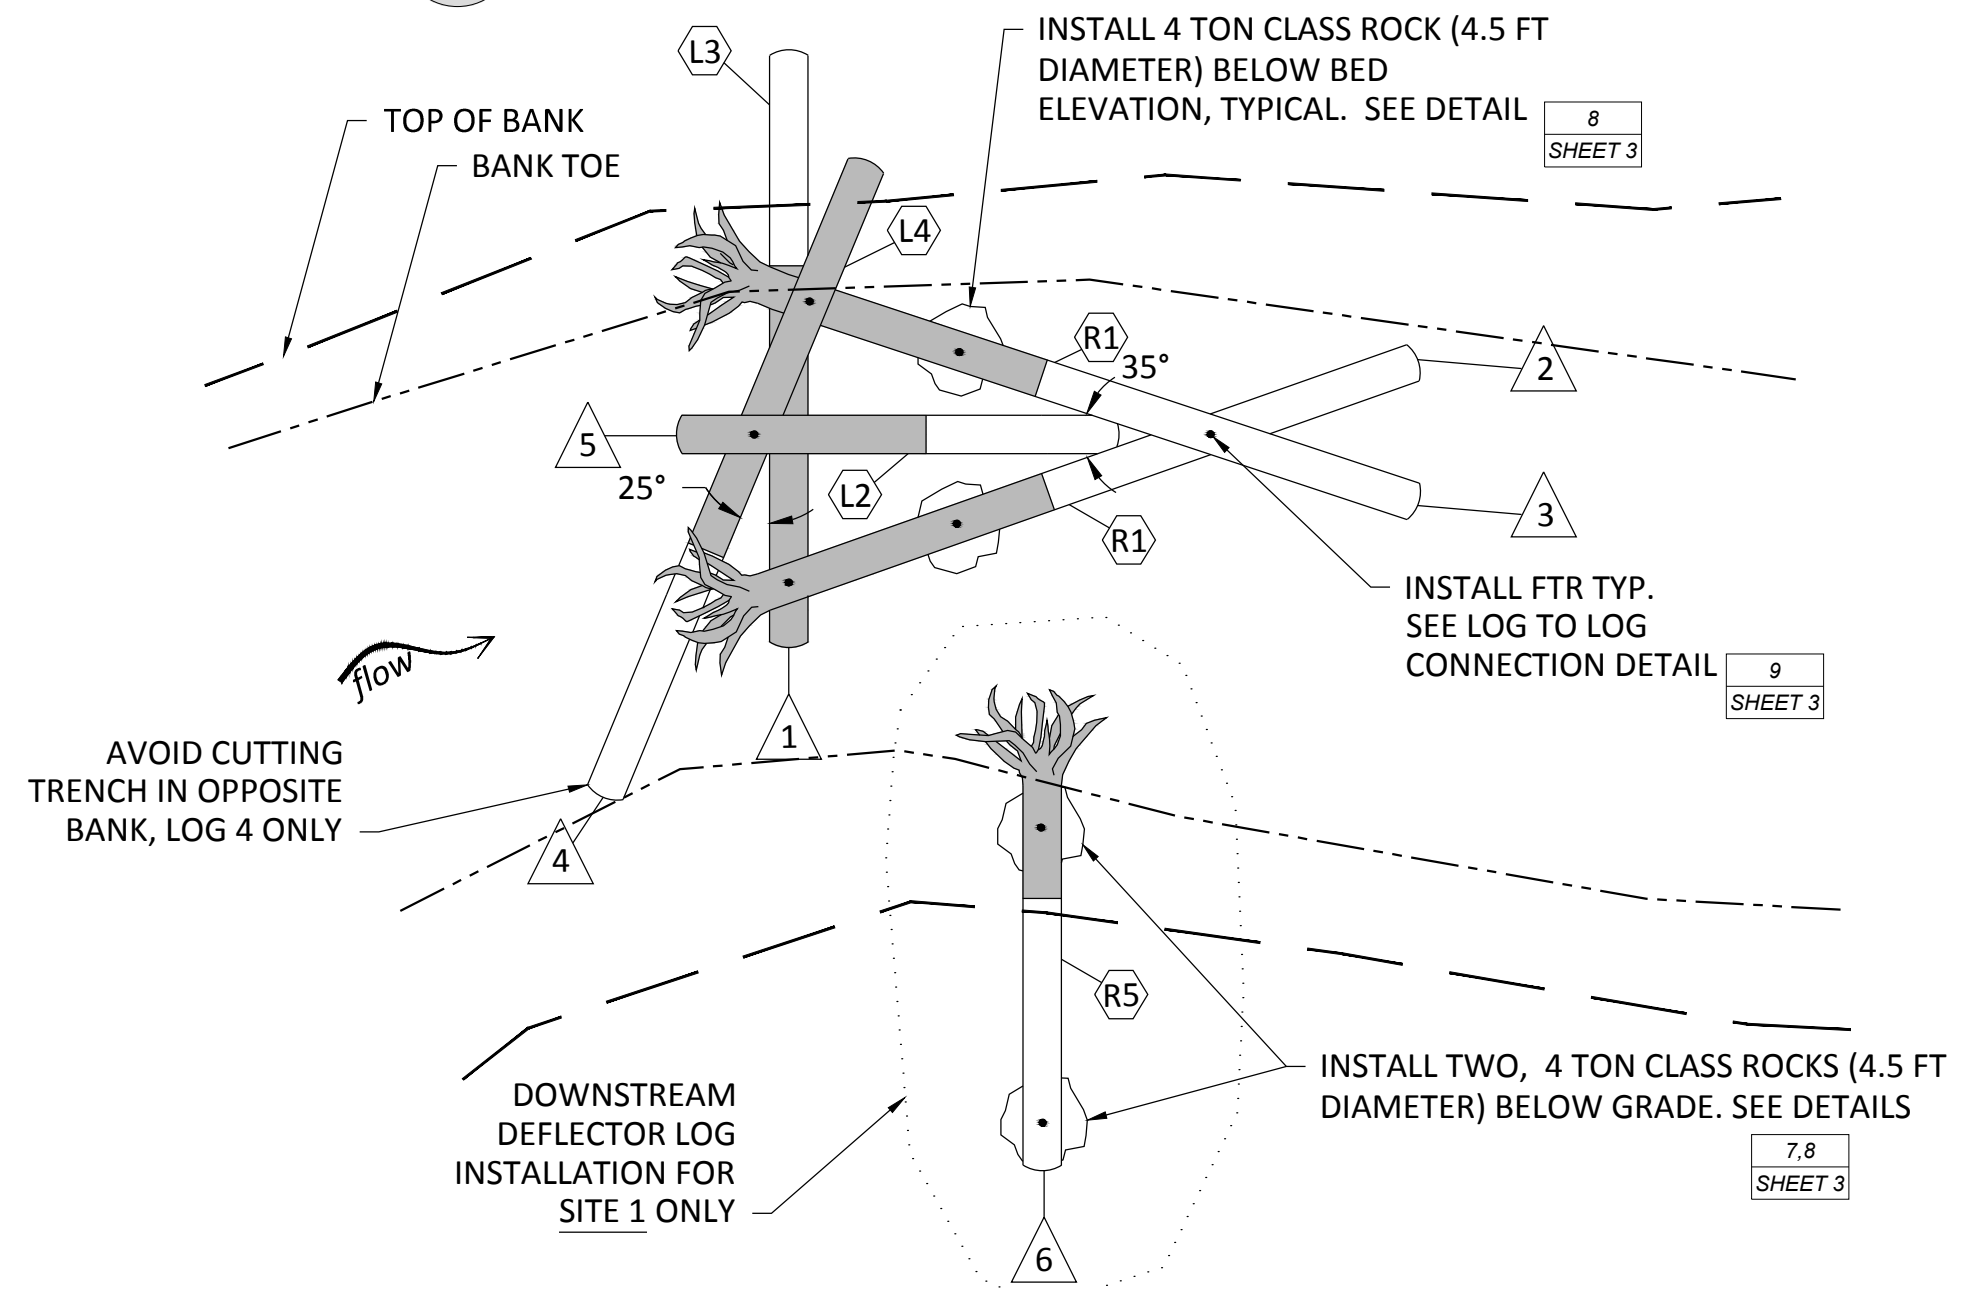 INSTALL 4 TON CLASS ROCK (4.5 FT
DIAMETER) BELOW BED
ELEVATION, TYPICAL. SEE DETAIL
8
SHEET 3
L3
TOP OF BANK
BANK TOE
L4
R1
35°
2
5
25°
L2
R1
3
INSTALL FTR TYP.
SEE LOG TO LOG
CONNECTION DETAIL
9
SHEET 3
flow
1
AVOID CUTTING
TRENCH IN OPPOSITE
BANK, LOG 4 ONLY
4
R5
DOWNSTREAM
DEFLECTOR LOG
INSTALLATION FOR
SITE 1 ONLY
INSTALL TWO, 4 TON CLASS ROCKS (4.5 FT
DIAMETER) BELOW GRADE. SEE DETAILS
7,8
SHEET 3
6